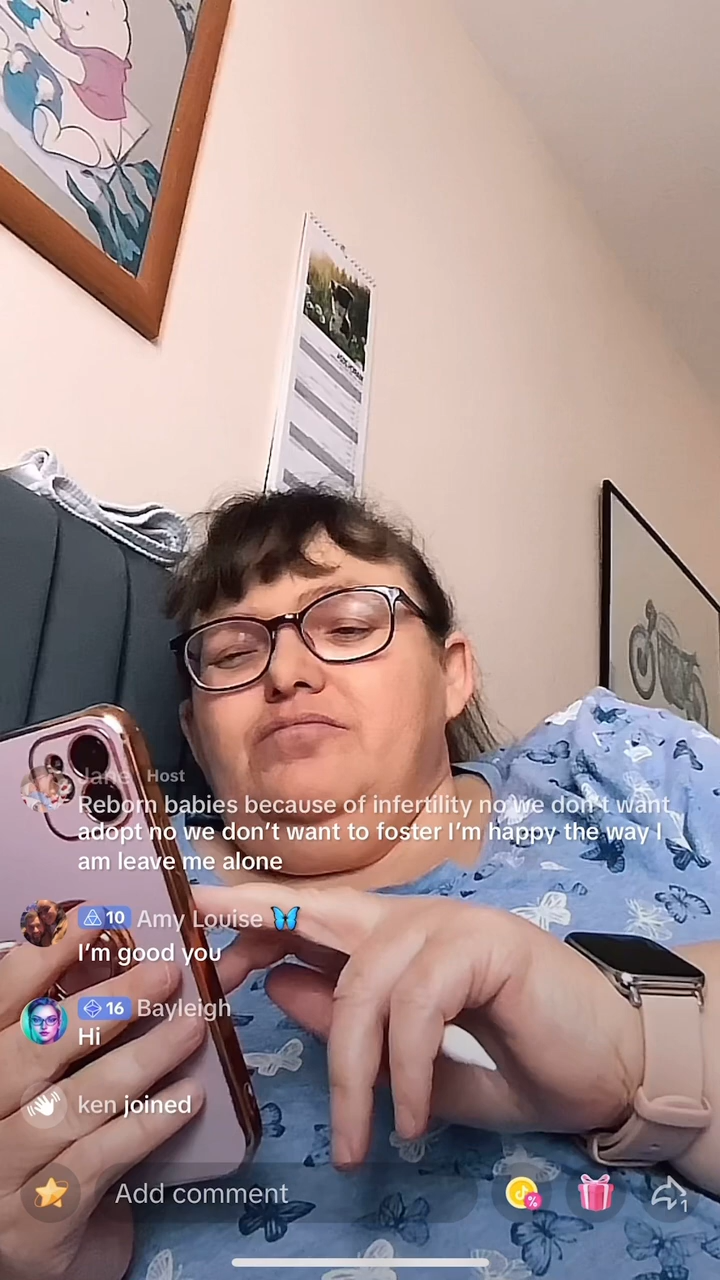 Jane Host
Reborn babies because of infertility no we don't want
adopt no we don't want to foster I'm happy the way I
am leave me alone
10 Amy Louise
I'm good you
16 Bayleigh
Hi
ken joined
Add comment
1